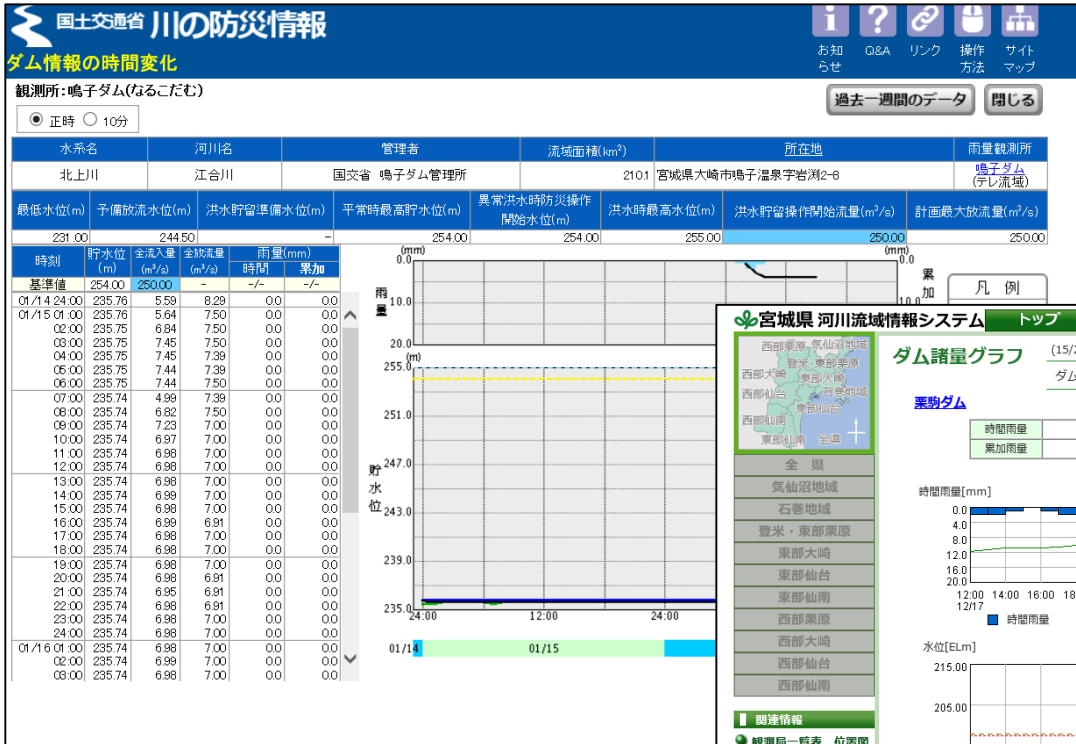 国土交通省 川の防災情報
お知らせ Q&A リンク 操作方法 サイトマップ
ダム情報の時間変化
観測所:鳴子ダム(なるこだむ)
過去一週間のデータ 閉じる
正時 10分
水系名 河川名 管理者 流域面積(km²) 所在地 雨量観測所
北上川 江合川 国交省 鳴子ダム管理所 210.1 宮城県大崎市鳴子温泉字岩渕2-8 鳴子ダム
(テレ流域)
最低水位(m) 予備放流水位(m) 洪水貯留準備水位(m) 平常時最高貯水位(m) 異常洪水時防災操作開始水位(m) 洪水時最高水位(m) 洪水貯留操作開始流量(m³/s) 計画最大放流量(m³/s)
231.00 244.50 - 254.00 254.00 255.00 250.00 250.00
時刻 貯水位(m) 全流入量(m³/s) 全放流量(m³/s) 雨量(mm)
時間 累加
基準値 254.00 250.00 - -/- -/-
01/14 24:00 235.76 5.59 8.29 0.0 0.0
01/15 01:00 235.76 5.64 7.50 0.0 0.0
02:00 235.75 6.84 7.50 0.0 0.0
03:00 235.75 7.45 7.50 0.0 0.0
04:00 235.75 7.45 7.39 0.0 0.0
05:00 235.75 7.44 7.39 0.0 0.0
06:00 235.75 7.44 7.50 0.0 0.0
07:00 235.74 4.99 7.39 0.0 0.0
08:00 235.74 6.82 7.50 0.0 0.0
09:00 235.74 7.23 7.00 0.0 0.0
10:00 235.74 6.97 7.00 0.0 0.0
11:00 235.74 6.98 7.00 0.0 0.0
12:00 235.74 6.98 7.00 0.0 0.0
13:00 235.74 6.98 7.00 0.0 0.0
14:00 235.74 6.99 7.00 0.0 0.0
15:00 235.74 6.98 7.00 0.0 0.0
16:00 235.74 6.99 6.91 0.0 0.0
17:00 235.74 6.98 7.00 0.0 0.0
18:00 235.74 6.98 7.00 0.0 0.0
19:00 235.74 6.98 7.00 0.0 0.0
20:00 235.74 6.98 6.91 0.0 0.0
21:00 235.74 6.95 6.91 0.0 0.0
22:00 235.74 6.98 6.91 0.0 0.0
23:00 235.74 6.98 7.00 0.0 0.0
24:00 235.74 6.98 7.00 0.0 0.0
01/16 01:00 235.74 6.98 7.00 0.0 0.0
02:00 235.74 6.99 7.00 0.0 0.0
03:00 235.74 6.98 7.00 0.0 0.0
(mm) (mm)
0.0 0.0
雨量 10.0 10.0 累加
20.0
(m)
255.0
251.0
貯水位 247.0
243.0
239.0
235.0
24:00 12:00 24:00
01/14 01/15
凡 例
宮城県 河川流域情報システム トップ
西部栗原 気仙沼地域
登米・東部栗原
西部大崎 東部大崎
石巻地域
西部仙台 東部仙台
西部仙南
東部仙南 全県
全 県
気仙沼地域
石巻地域
登米・東部栗原
東部大崎
東部仙台
東部仙南
西部栗原
西部大崎
西部仙台
西部仙南
関連情報
観測局一覧表 位置図
ダム諸量グラフ (15/2
ダム
栗駒ダム
時間雨量
累加雨量
時間雨量[mm]
0.0
4.0
8.0
12.0
16.0
20.0
12:00 14:00 16:00 18
12/17
時間雨量
水位[ELm]
215.00
205.00